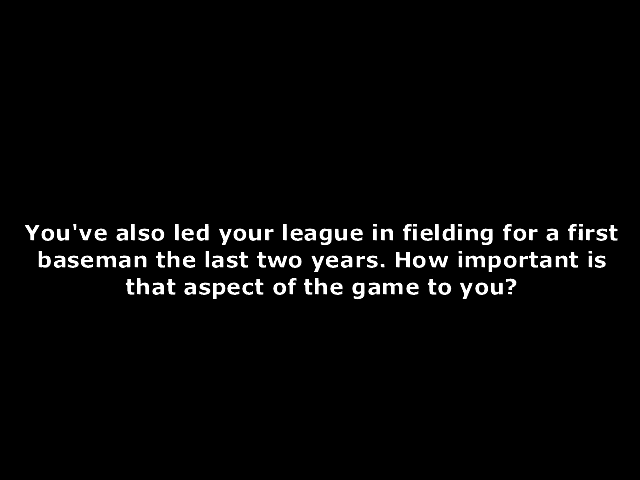 You've also led your league in fielding for a first
baseman the last two years. How important is
that aspect of the game to you?